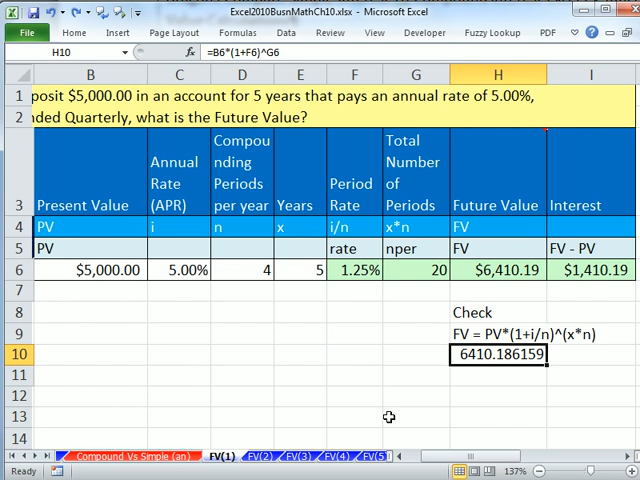 Excel2010BusnMathCh10.xlsx - Microsoft Excel
File Home Insert Page Layout Formulas Data Review View Developer Fuzzy Lookup PDF
H10 fx =B6*(1+F6)^G6
B C D E F G H I
1 posit $5,000.00 in an account for 5 years that pays an annual rate of 5.00%,
2 nded Quarterly, what is the Future Value?
3 Present Value Annual Rate (APR) Compou nding Periods per year Years Period Rate Total Number of Periods Future Value Interest
4 PV i n x i/n x*n FV
5 PV rate nper FV FV - PV
6 $5,000.00 5.00% 4 5 1.25% 20 $6,410.19 $1,410.19
7
8 Check
9 FV = PV*(1+i/n)^(x*n)
10 6410.186159
11
12
13
14
Compound Vs Simple (an) FV(1) FV(2) FV(3) FV(4) FV(5
Ready 137%